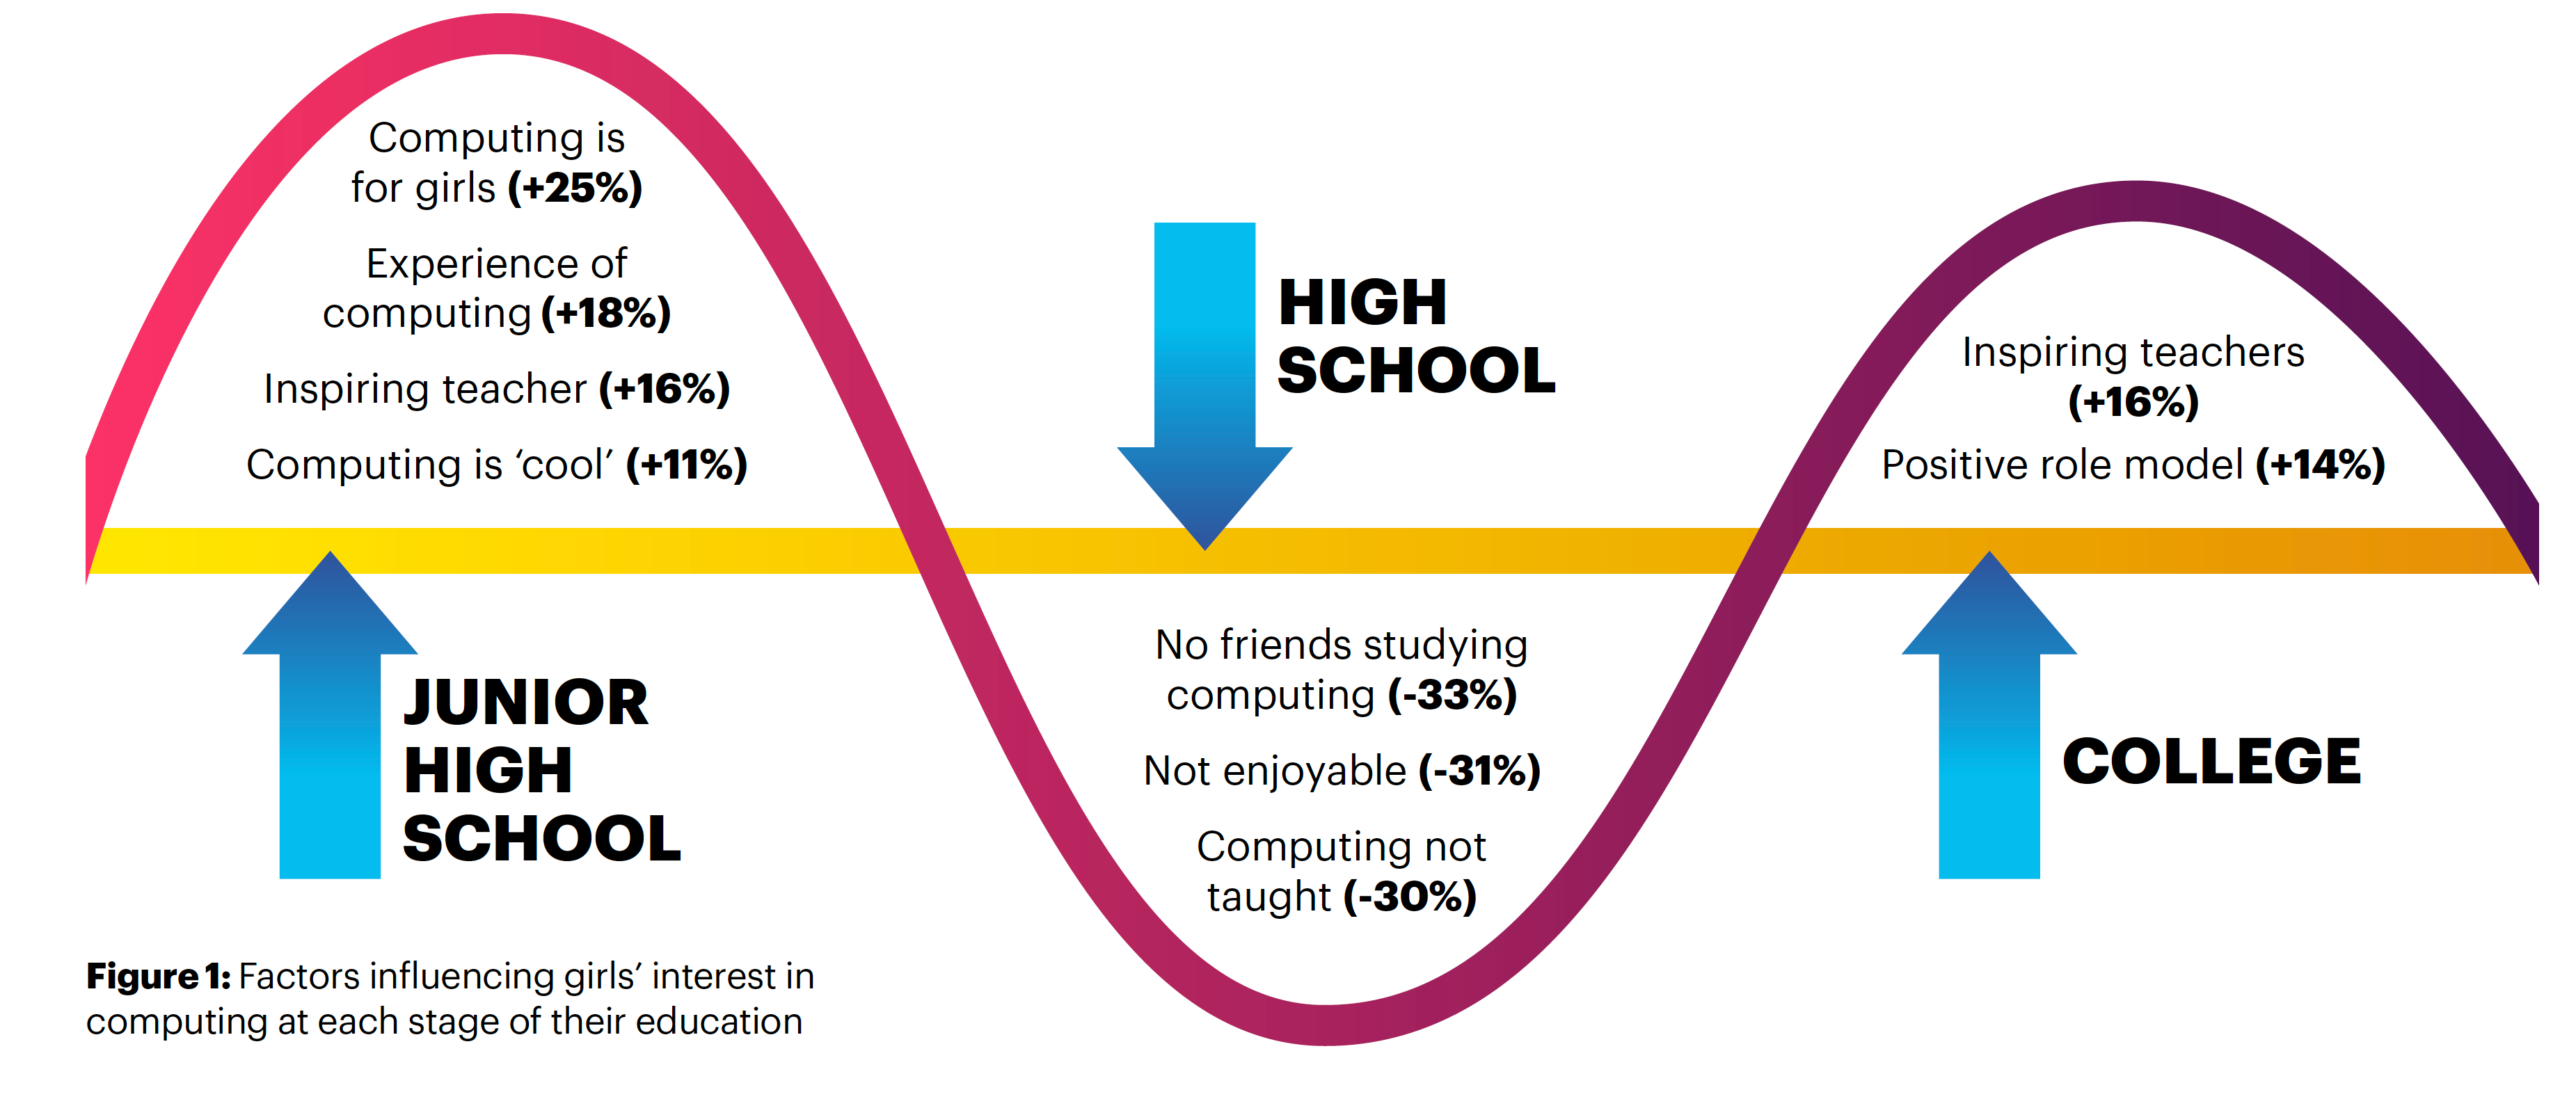 Computing is
for girls (+25%)
Experience of
computing (+18%)
Inspiring teacher (+16%)
Computing is ‘cool’ (+11%)
JUNIOR
HIGH
SCHOOL
HIGH
SCHOOL
No friends studying
computing (-33%)
Not enjoyable (-31%)
Computing not
taught (-30%)
Inspiring teachers
(+16%)
Positive role model (+14%)
COLLEGE
Figure 1: Factors influencing girls’ interest in
computing at each stage of their education